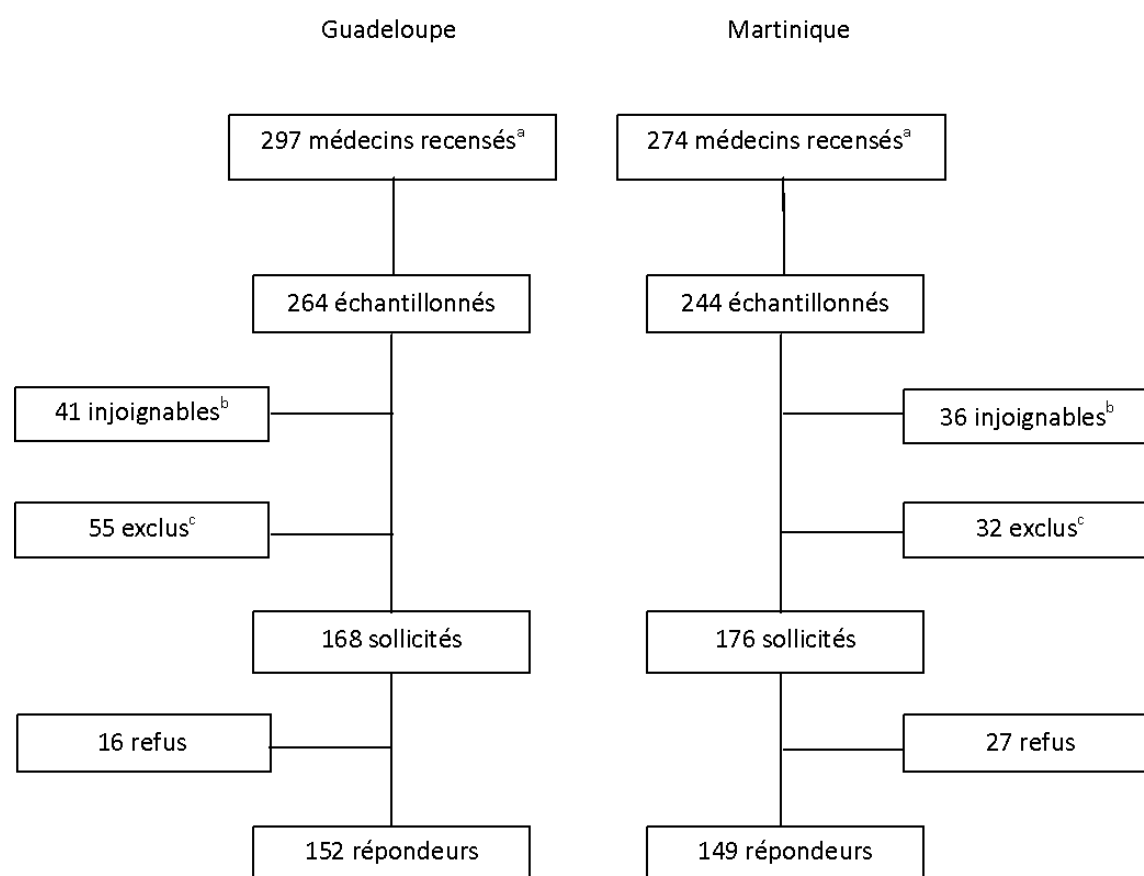 Guadeloupe
Martinique
297 médecins recensésᵃ
274 médecins recensésᵃ
264 échantillonnés
244 échantillonnés
41 injoignablesᵇ
36 injoignablesᵇ
55 exclusᶜ
32 exclusᶜ
168 sollicités
176 sollicités
16 refus
27 refus
152 répondeurs
149 répondeurs